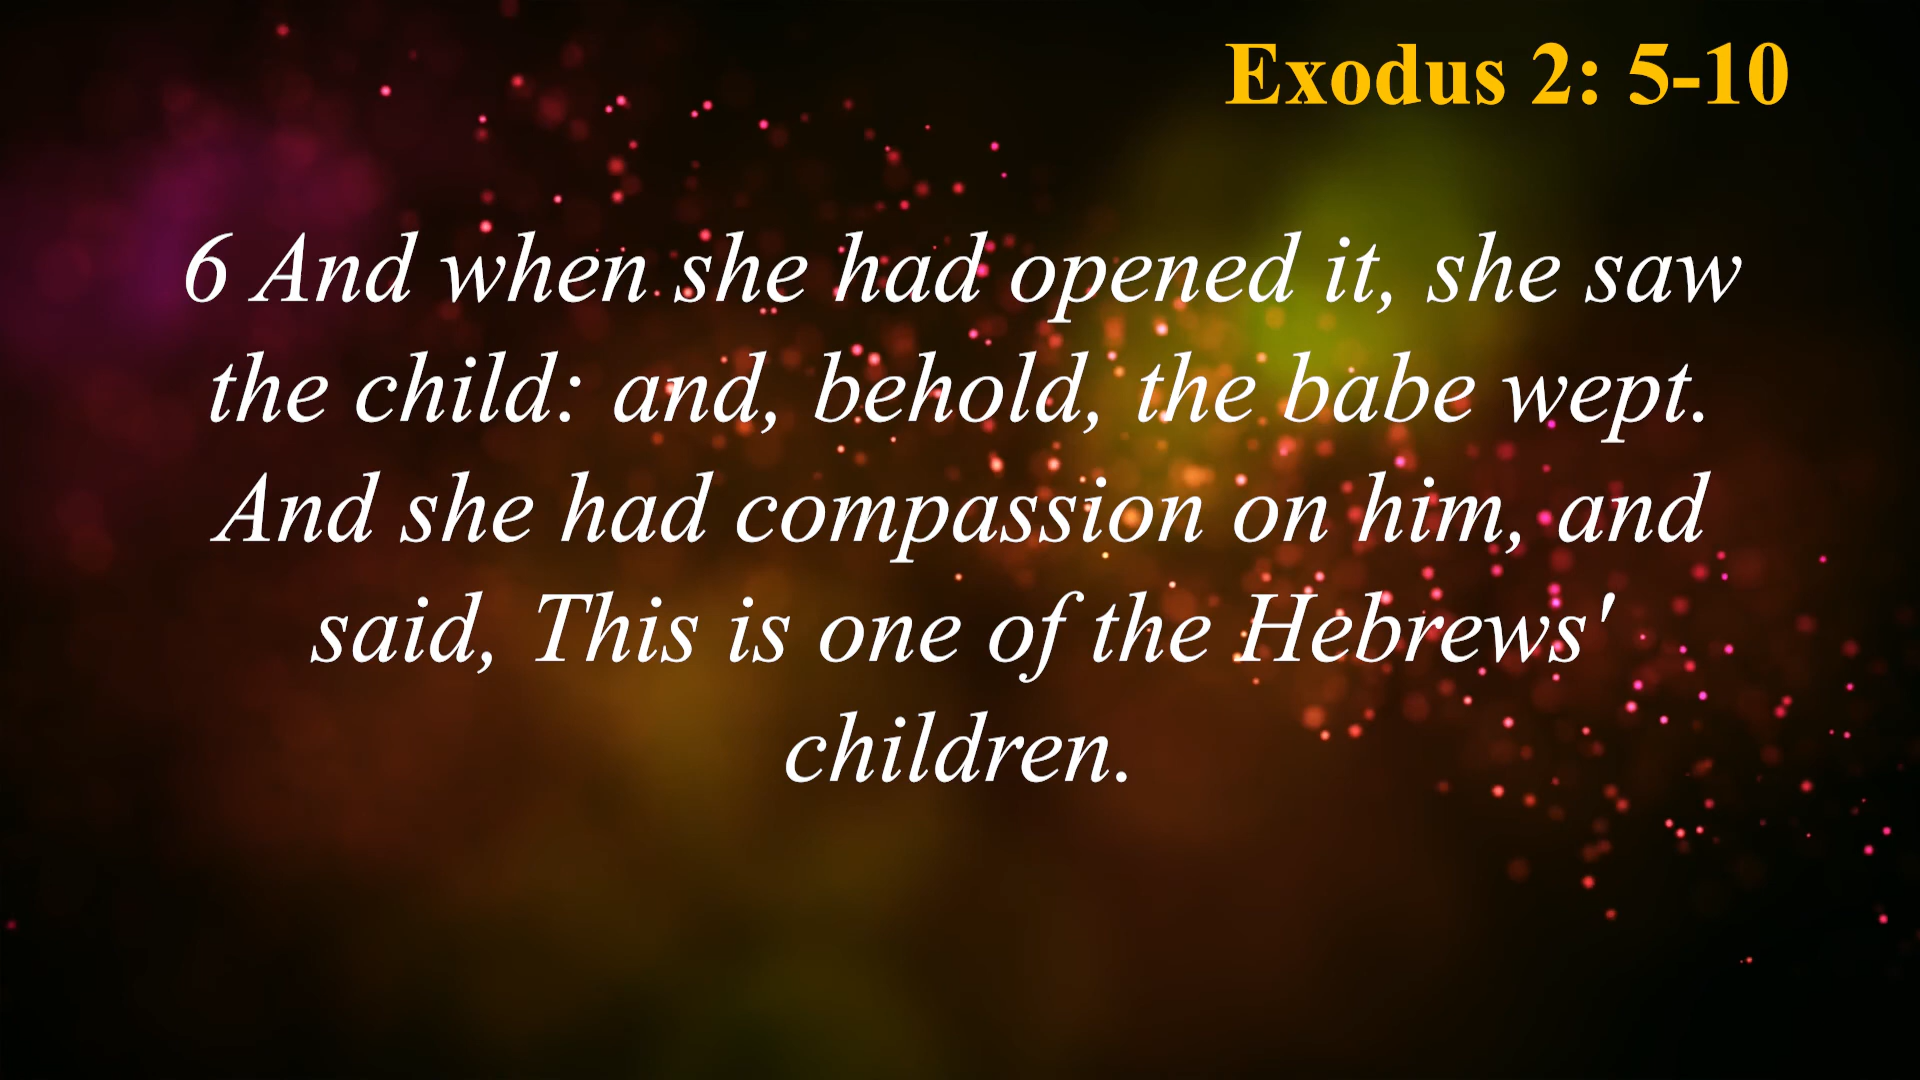 Exodus 2: 5-10
6 And when she had opened it, she saw
the child: and, behold, the babe wept.
And she had compassion on him, and
said, This is one of the Hebrews'
children.